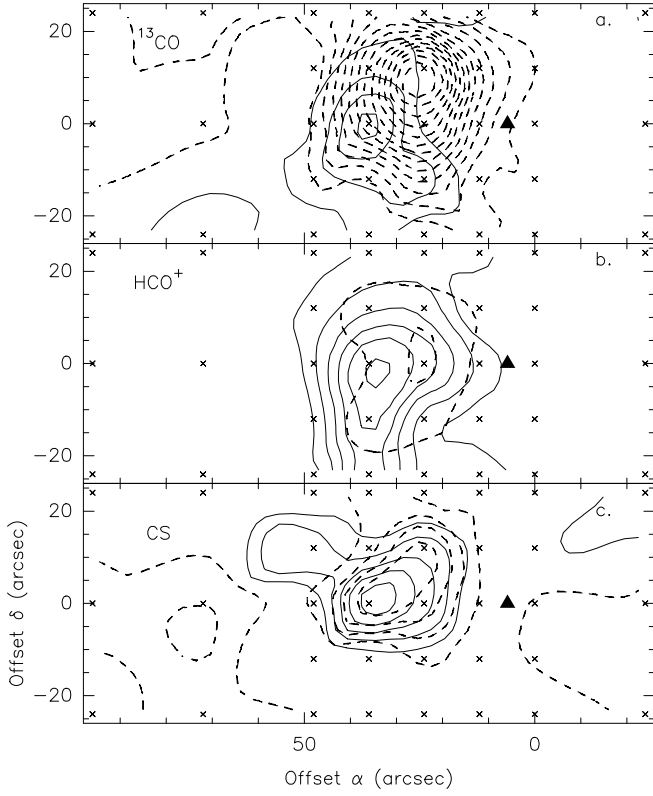 20
¹³CO
a.
0
−20
20
HCO⁺
b.
0
−20
20
CS
c.
0
−20
Offset δ (arcsec)
50
0
Offset α (arcsec)